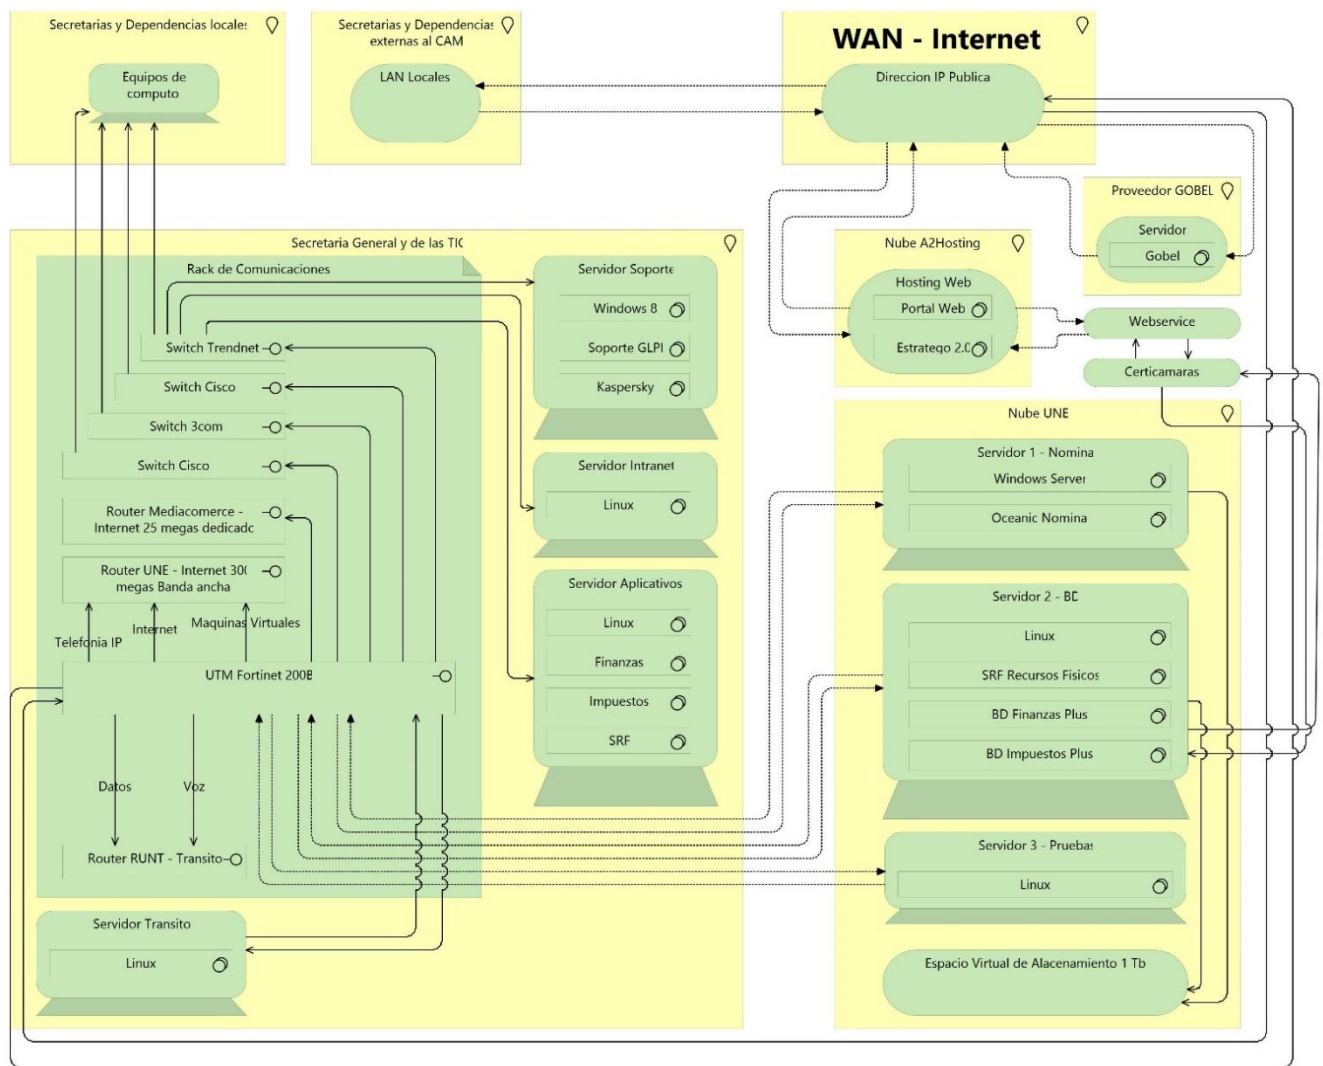 Secretarias y Dependencias locales
Equipos de
computo
Secretarias y Dependencias
externas al CAM
LAN Locales
WAN - Internet
Direccion IP Publica
Proveedor GOBEL
Servidor
Gobel
Nube A2Hosting
Hosting Web
Portal Web
Estratego 2.0
Webservice
Certicamaras
Secretaria General y de las TIC
Rack de Comunicaciones
Switch Trendnet
Switch Cisco
Switch 3com
Switch Cisco
Router Mediacomerce -
Internet 25 megas dedicado
Router UNE - Internet 300
megas Banda ancha
Telefonia IP
Internet
Maquinas Virtuales
UTM Fortinet 200B
Datos
Voz
Router RUNT - Transito
Servidor Transito
Linux
Servidor Soporte
Windows 8
Soporte GLPI
Kaspersky
Servidor Intranet
Linux
Servidor Aplicativos
Linux
Finanzas
Impuestos
SRF
Nube UNE
Servidor 1 - Nomina
Windows Server
Oceanic Nomina
Servidor 2 - BD
Linux
SRF Recursos Fisicos
BD Finanzas Plus
BD Impuestos Plus
Servidor 3 - Pruebas
Linux
Espacio Virtual de Alacenamiento 1 Tb